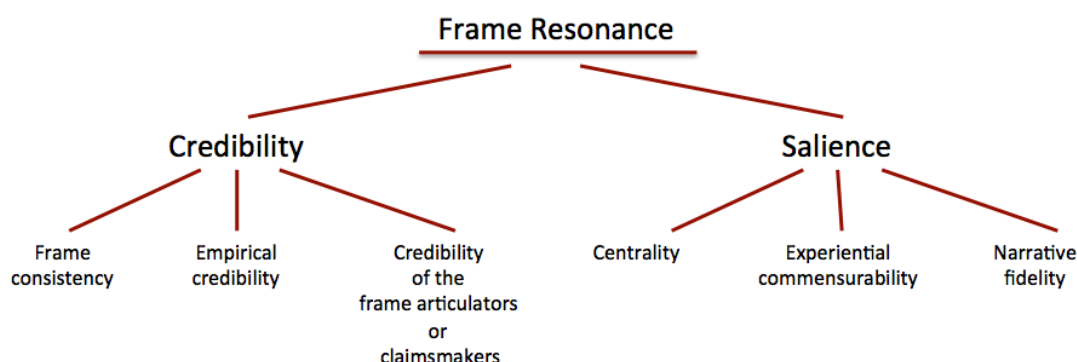 Frame Resonance
Credibility
Salience
Frame
consistency
Empirical
credibility
Credibility
of the
frame articulators
or
claimsmakers
Centrality
Experiential
commensurability
Narrative
fidelity